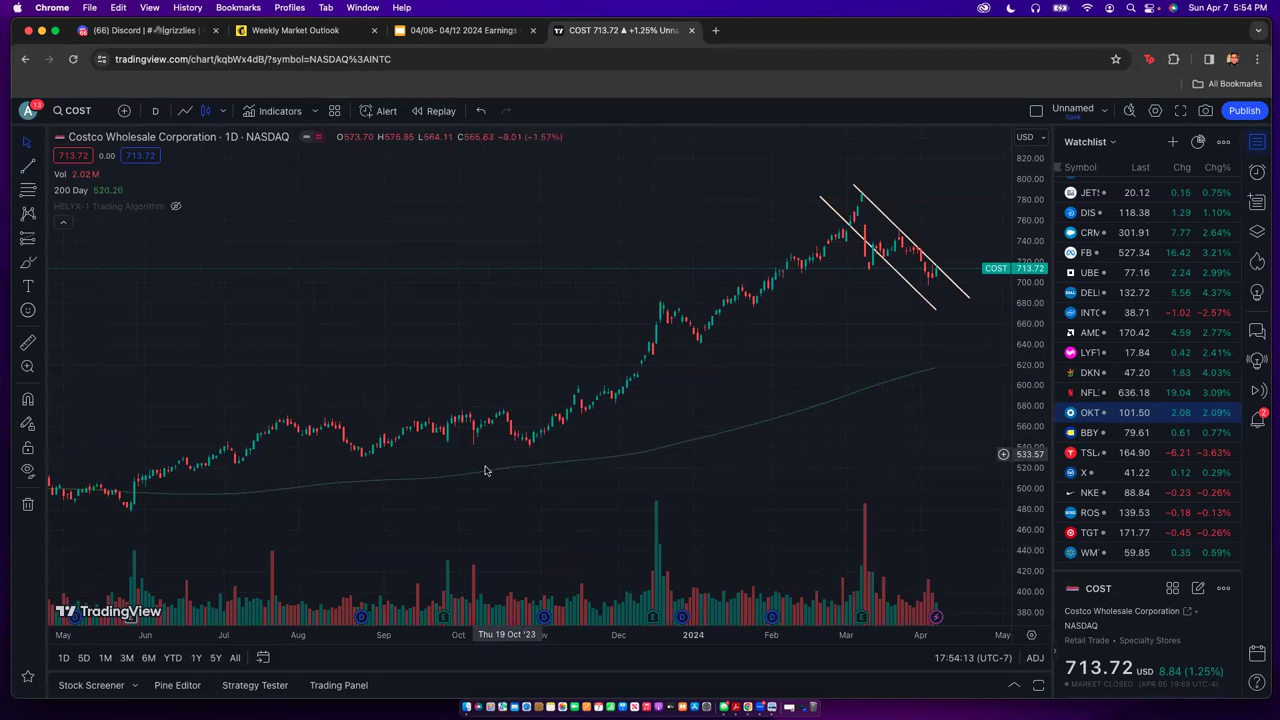 Chrome File Edit View History Bookmarks Profiles Tab Window Help Sun Apr 7 5:54 PM
(66) Discord | # grizzlies Weekly Market Outlook 04/08- 04/12 2024 Earnings COST 713.72 ▲ +1.25% Unna
tradingview.com/chart/kqbWx4dB/?symbol=NASDAQ%3AINTC
All Bookmarks
A 13 COST D Indicators Alert Replay Unnamed Save Publish
Costco Wholesale Corporation · 1D · NASDAQ O573.70 H575.85 L564.11 C565.63 −9.01 (−1.57%) USD
713.72 0.00 713.72
Vol 2.02M
200 Day 520.20
HELYX-1 Trading Algorithm
820.00
800.00
780.00
760.00
740.00
720.00
COST 713.72
700.00
680.00
660.00
640.00
620.00
600.00
580.00
560.00
540.00
533.57
520.00
500.00
480.00
460.00
440.00
420.00
400.00
380.00
TradingView
D E D E D D E
May Jun Jul Aug Sep Oct Thu 19 Oct '23 Dec 2024 Feb Mar Apr May
1D 5D 1M 3M 6M YTD 1Y 5Y All 17:54:13 (UTC-7) ADJ
Stock Screener Pine Editor Strategy Tester Trading Panel
Watchlist
Symbol Last Chg Chg%
JETS 20.12 0.15 0.75%
DIS 118.38 1.29 1.10%
CRM 301.91 7.77 2.64%
FB 527.34 16.42 3.21%
UBE 77.16 2.24 2.99%
DELL 132.72 5.56 4.37%
INTC 38.71 −1.02 −2.57%
AMD 170.42 4.59 2.77%
LYFT 17.84 0.42 2.41%
DKN 47.20 1.83 4.03%
NFL 636.18 19.04 3.09%
OKT 101.50 2.08 2.09%
BBY 79.61 0.61 0.77%
TSL 164.90 −6.21 −3.63%
X 41.22 0.12 0.29%
NKE 88.84 −0.23 −0.26%
ROS 139.53 −0.18 −0.13%
TGT 171.77 −0.45 −0.26%
WM 59.85 0.35 0.59%
2
COST
Costco Wholesale Corporation
NASDAQ
Retail Trade • Specialty Stores
713.72 USD 8.84 (1.25%)
MARKET CLOSED (APR 05 19:59 UTC-4)